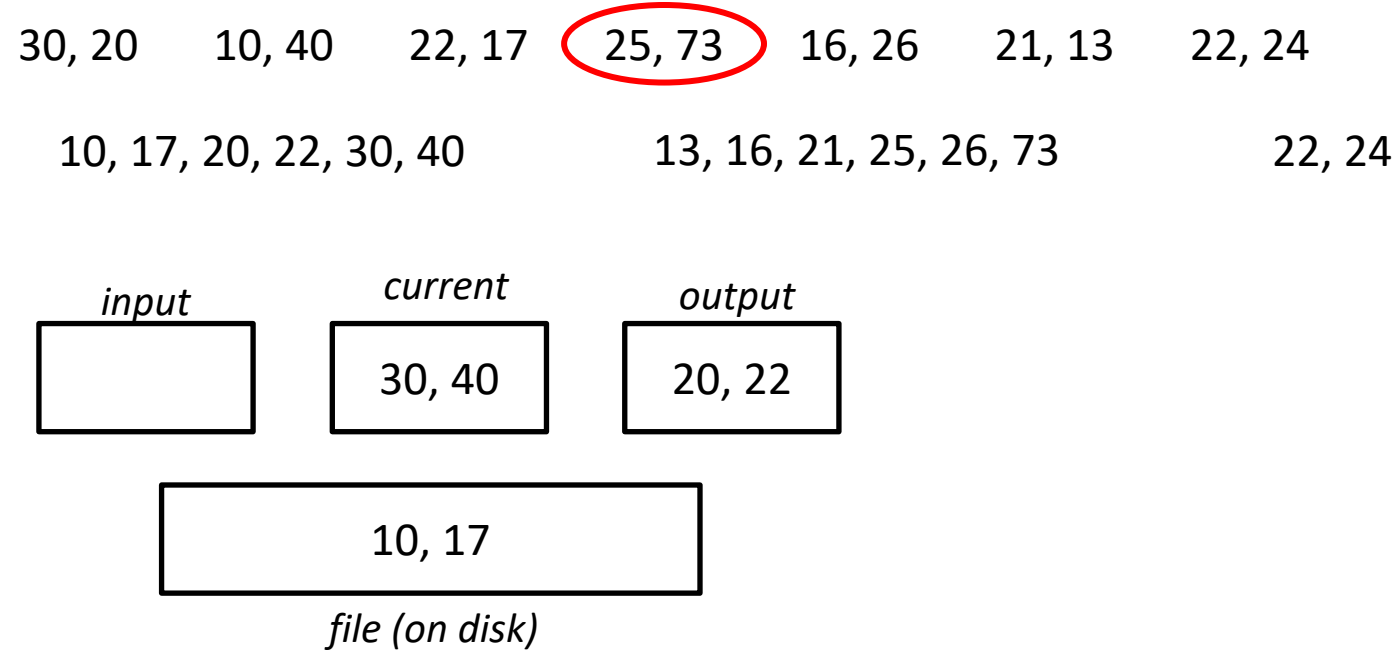 30, 20 10, 40 22, 17 25, 73 16, 26 21, 13 22, 24
10, 17, 20, 22, 30, 40 13, 16, 21, 25, 26, 73 22, 24
input current output
30, 40 20, 22
10, 17
file (on disk)